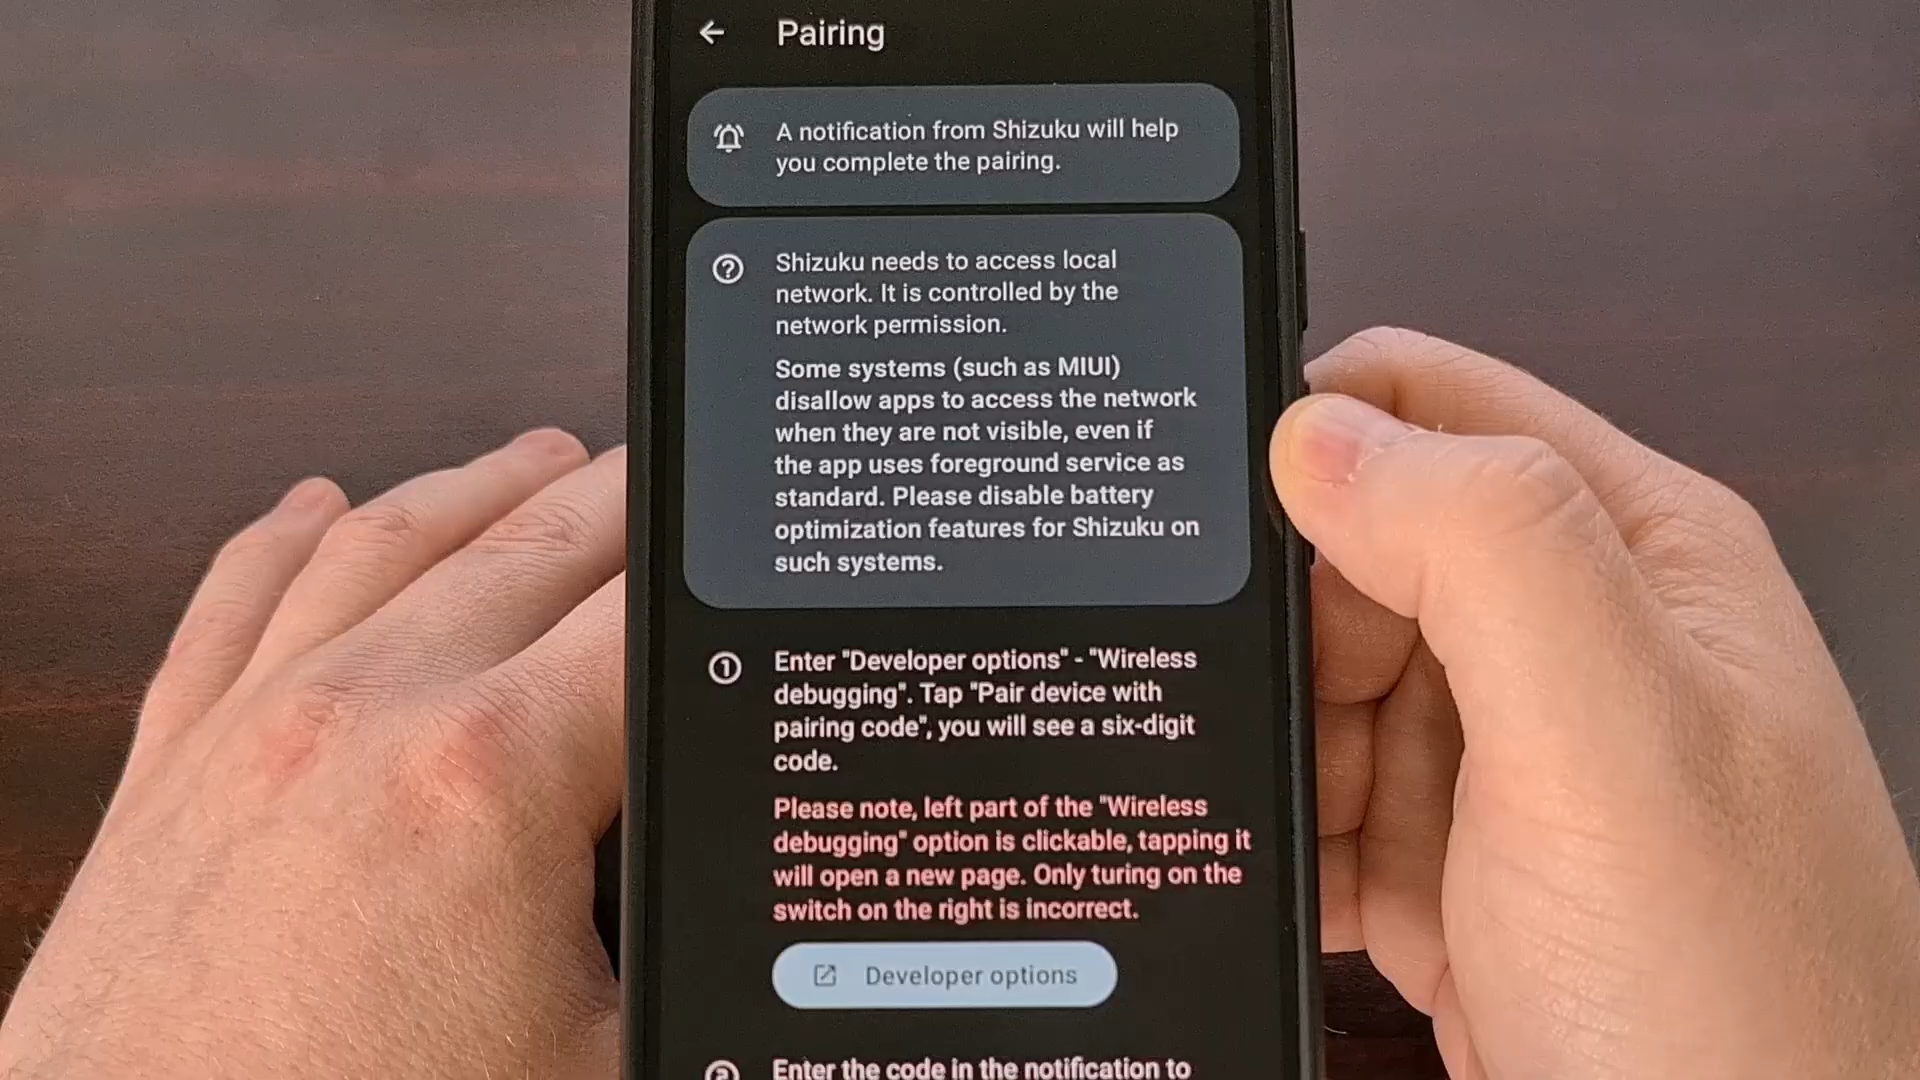 Pairing
A notification from Shizuku will help
you complete the pairing.
Shizuku needs to access local
network. It is controlled by the
network permission.
Some systems (such as MIUI)
disallow apps to access the network
when they are not visible, even if
the app uses foreground service as
standard. Please disable battery
optimization features for Shizuku on
such systems.
1 Enter "Developer options" - "Wireless
debugging". Tap "Pair device with
pairing code", you will see a six-digit
code.
Please note, left part of the "Wireless
debugging" option is clickable, tapping it
will open a new page. Only turing on the
switch on the right is incorrect.
Developer options
2 Enter the code in the notification to